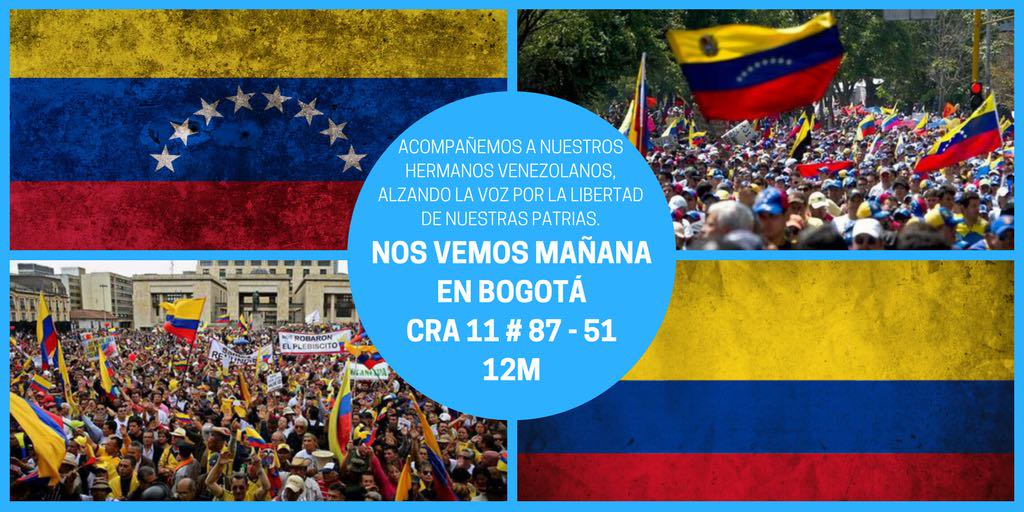 ACOMPAÑEMOS A NUESTROS
HERMANOS VENEZOLANOS,
ALZANDO LA VOZ POR LA LIBERTAD
DE NUESTRAS PATRIAS.
NOS VEMOS MAÑANA
EN BOGOTÁ
CRA 11 # 87 - 51
12M
ROBARON
EL PLEBISCITO